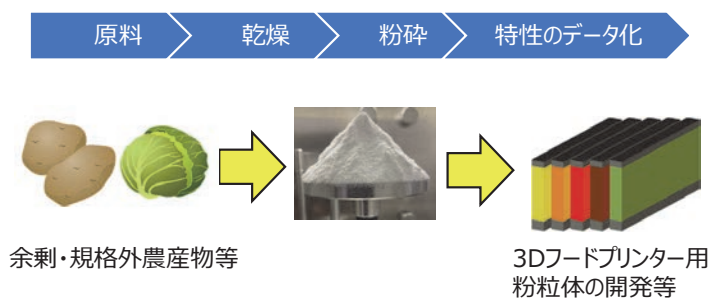 原料
乾燥
粉砕
特性のデータ化
余剰・規格外農産物等
3Dフードプリンター用
粉粒体の開発等